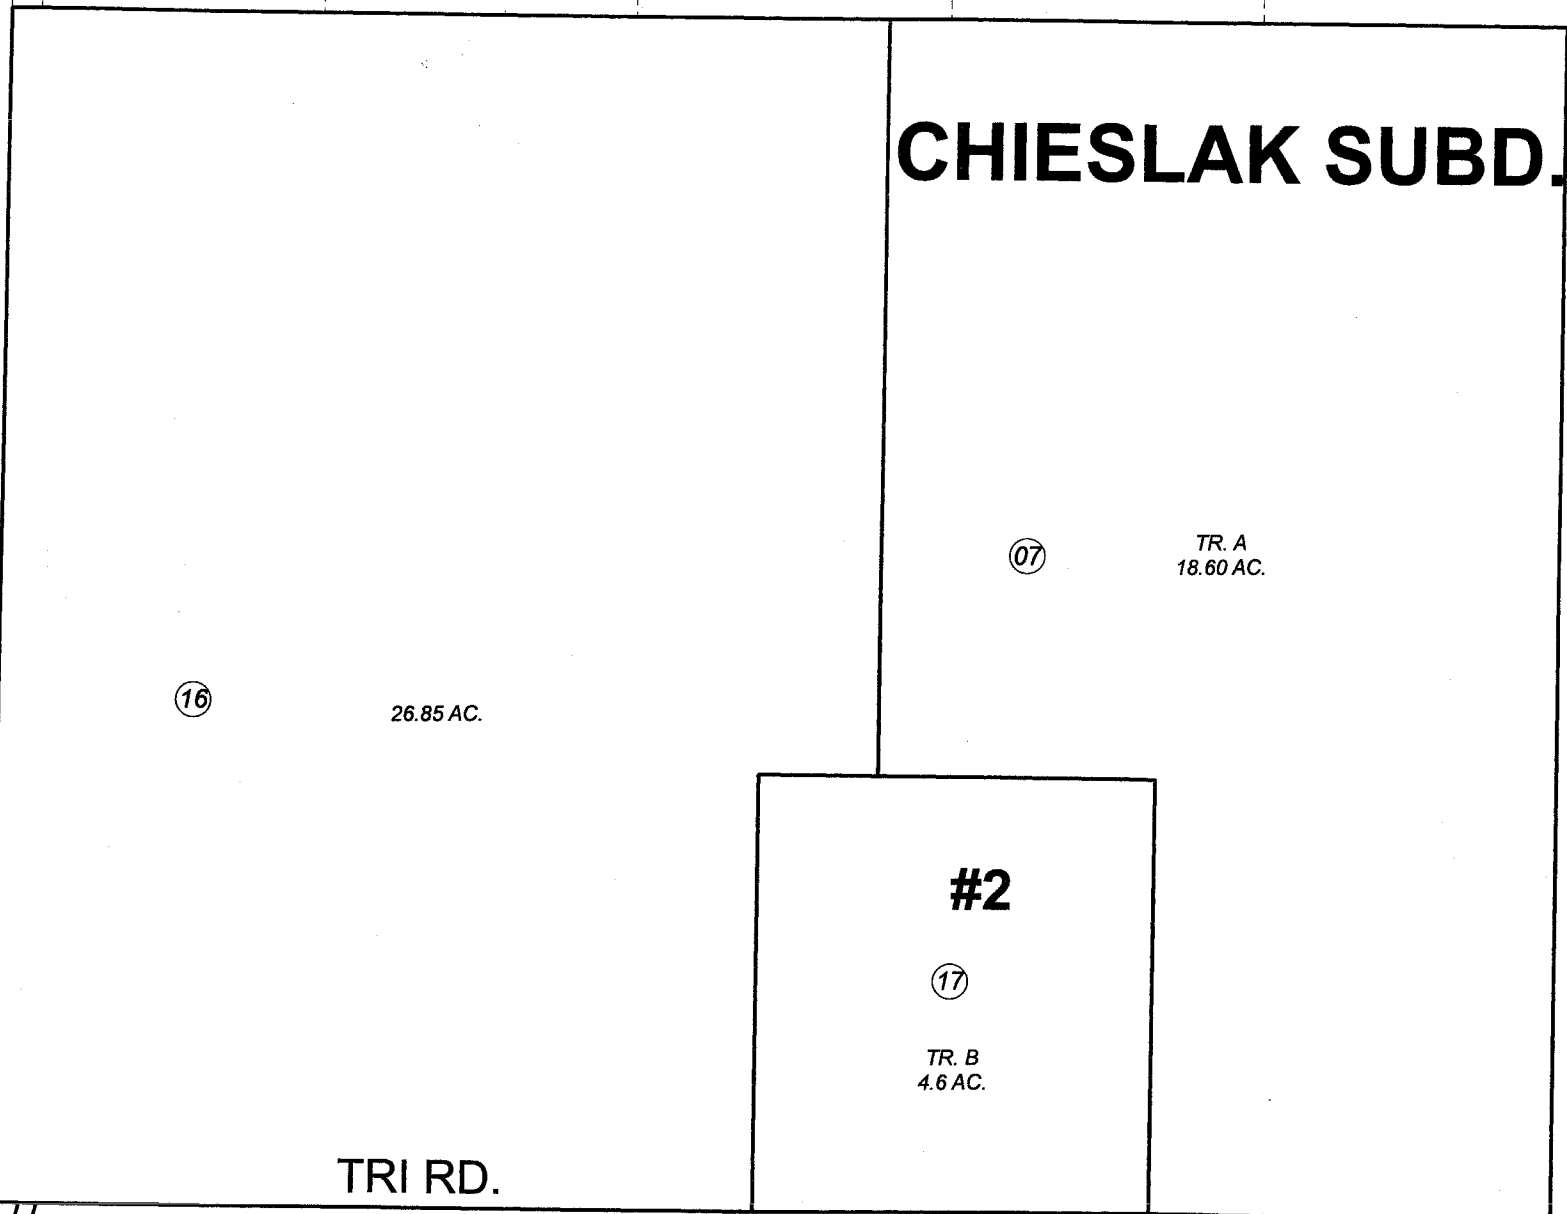 CHIESLAK SUBD.
07
TR. A
18.60 AC.
16
26.85 AC.
#2
17
TR. B
4.6 AC.
TRI RD.